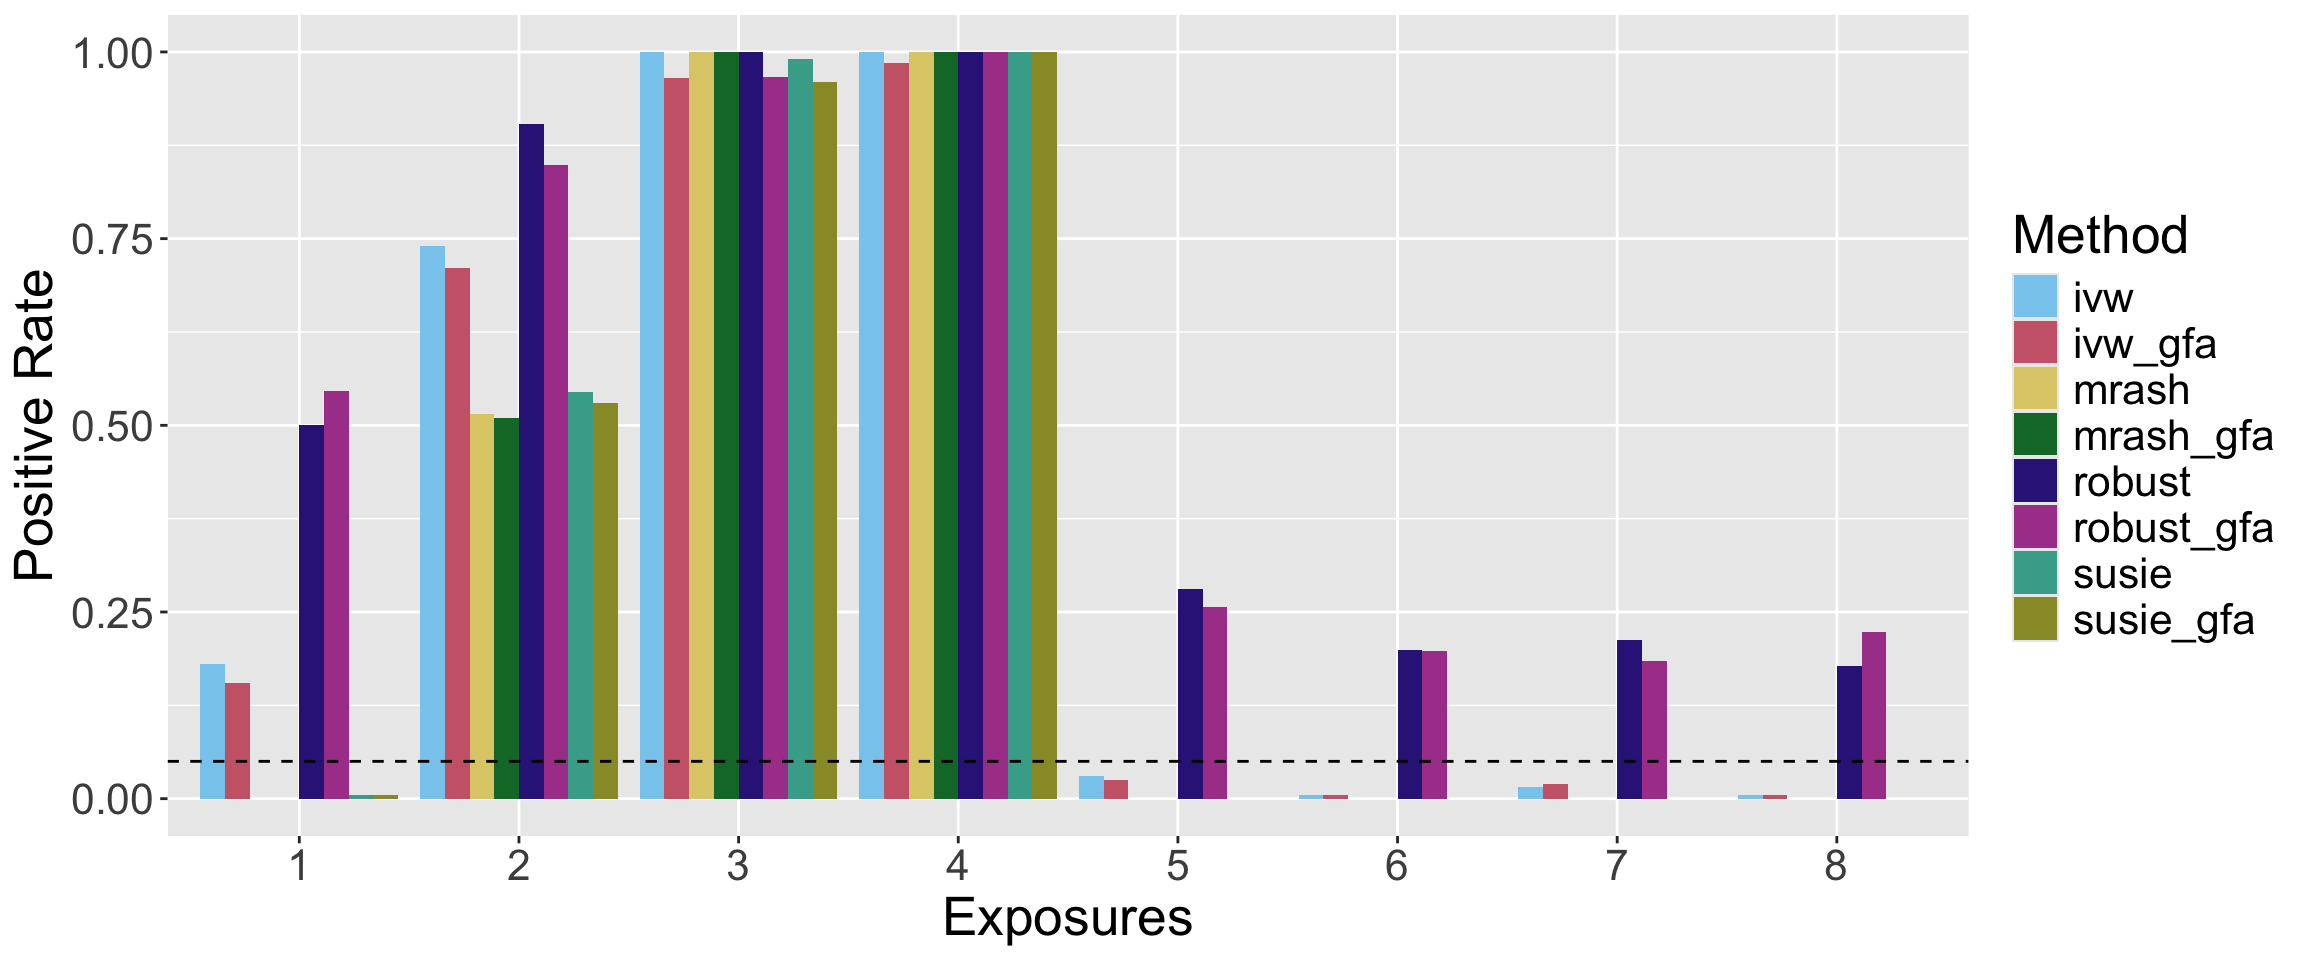 1.00
0.75
0.50
0.25
0.00
Positive Rate
1 2 3 4 5 6 7 8
Exposures
Method
ivw
ivw_gfa
mrash
mrash_gfa
robust
robust_gfa
susie
susie_gfa